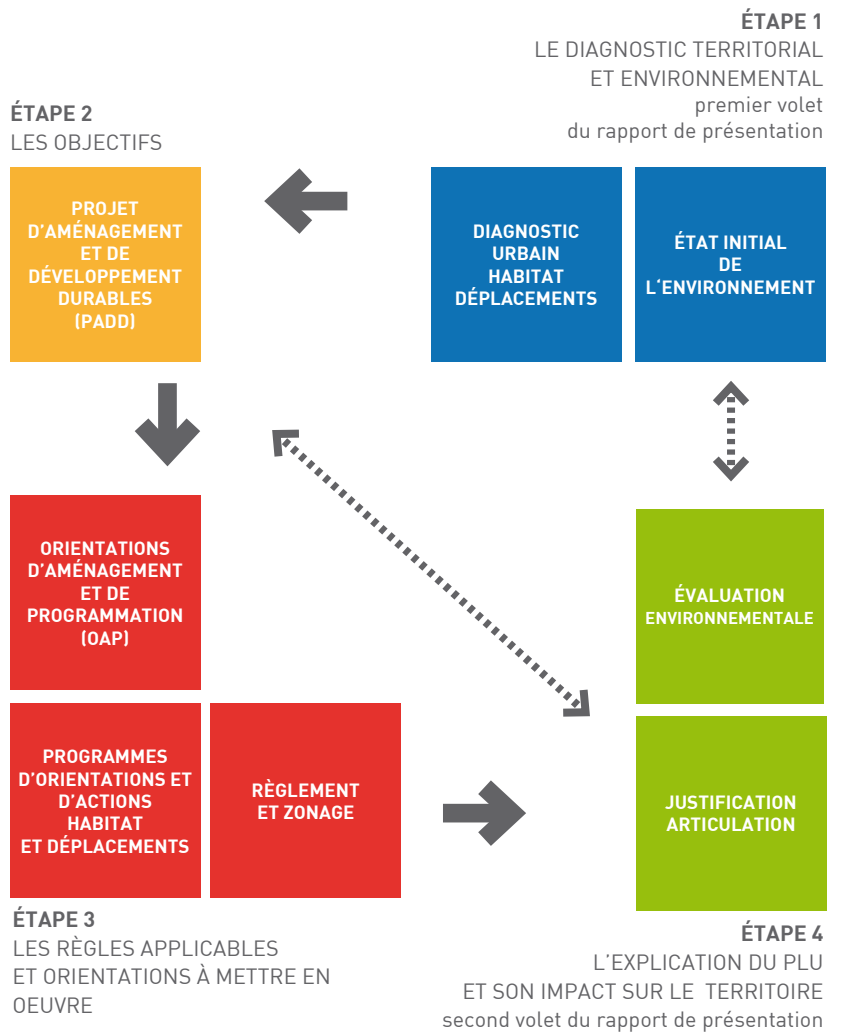 ÉTAPE 1
LE DIAGNOSTIC TERRITORIAL
ET ENVIRONNEMENTAL
premier volet
du rapport de présentation
DIAGNOSTIC
URBAIN
HABITAT
DÉPLACEMENTS
ÉTAT INITIAL
DE
L'ENVIRONNEMENT
ÉTAPE 2
LES OBJECTIFS
PROJET
D'AMÉNAGEMENT
ET DE
DÉVELOPPEMENT
DURABLES
(PADD)
ORIENTATIONS
D'AMÉNAGEMENT
ET DE
PROGRAMMATION
(OAP)
PROGRAMMES
D'ORIENTATIONS ET
D'ACTIONS
HABITAT
ET DÉPLACEMENTS
RÈGLEMENT
ET ZONAGE
ÉTAPE 3
LES RÈGLES APPLICABLES
ET ORIENTATIONS À METTRE EN
OEUVRE
ÉVALUATION
ENVIRONNEMENTALE
JUSTIFICATION
ARTICULATION
ÉTAPE 4
L'EXPLICATION DU PLU
ET SON IMPACT SUR LE TERRITOIRE
second volet du rapport de présentation